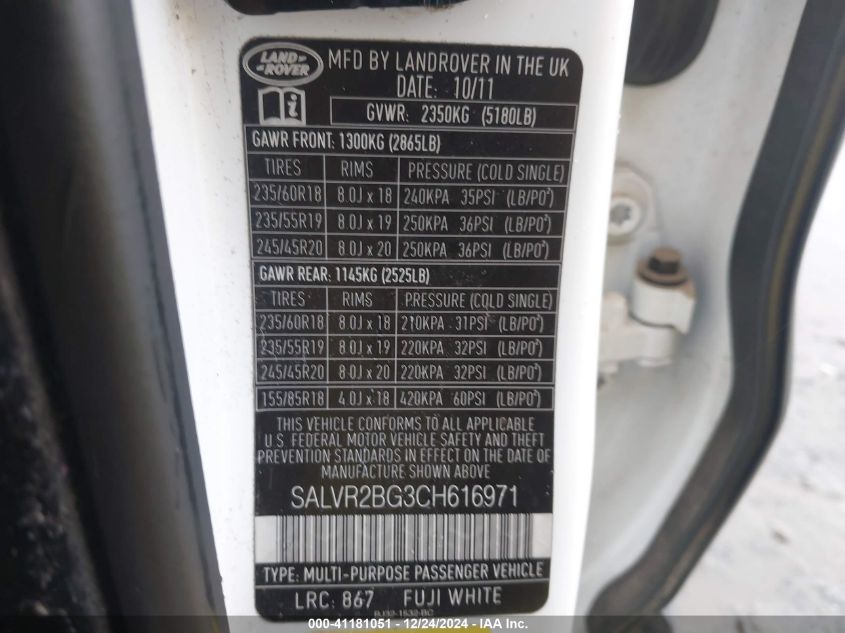 LAND ROVER
MFD BY LANDROVER IN THE UK
DATE: 10/11
GVWR: 2350KG (5180LB)
GAWR FRONT: 1300KG (2865LB)
TIRES RIMS PRESSURE (COLD SINGLE)
235/60R18 8.0J x 18 240KPA 35PSI (LB/PO²)
235/55R19 8.0J x 19 250KPA 36PSI (LB/PO²)
245/45R20 8.0J x 20 250KPA 36PSI (LB/PO²)
GAWR REAR: 1145KG (2525LB)
TIRES RIMS PRESSURE (COLD SINGLE)
235/60R18 8.0J x 18 210KPA 31PSI (LB/PO²)
235/55R19 8.0J x 19 220KPA 32PSI (LB/PO²)
245/45R20 8.0J x 20 220KPA 32PSI (LB/PO²)
155/85R18 4.0J x 18 420KPA 60PSI (LB/PO²)
THIS VEHICLE CONFORMS TO ALL APPLICABLE
U.S. FEDERAL MOTOR VEHICLE SAFETY AND THEFT
PREVENTION STANDARDS IN EFFECT ON THE DATE OF
MANUFACTURE SHOWN ABOVE
SALVR2BG3CH616971
TYPE: MULTI-PURPOSE PASSENGER VEHICLE
LRC: 867 FUJI WHITE
BJ32-1532-BC
000-41181051 - 12/24/2024 - IAA Inc.